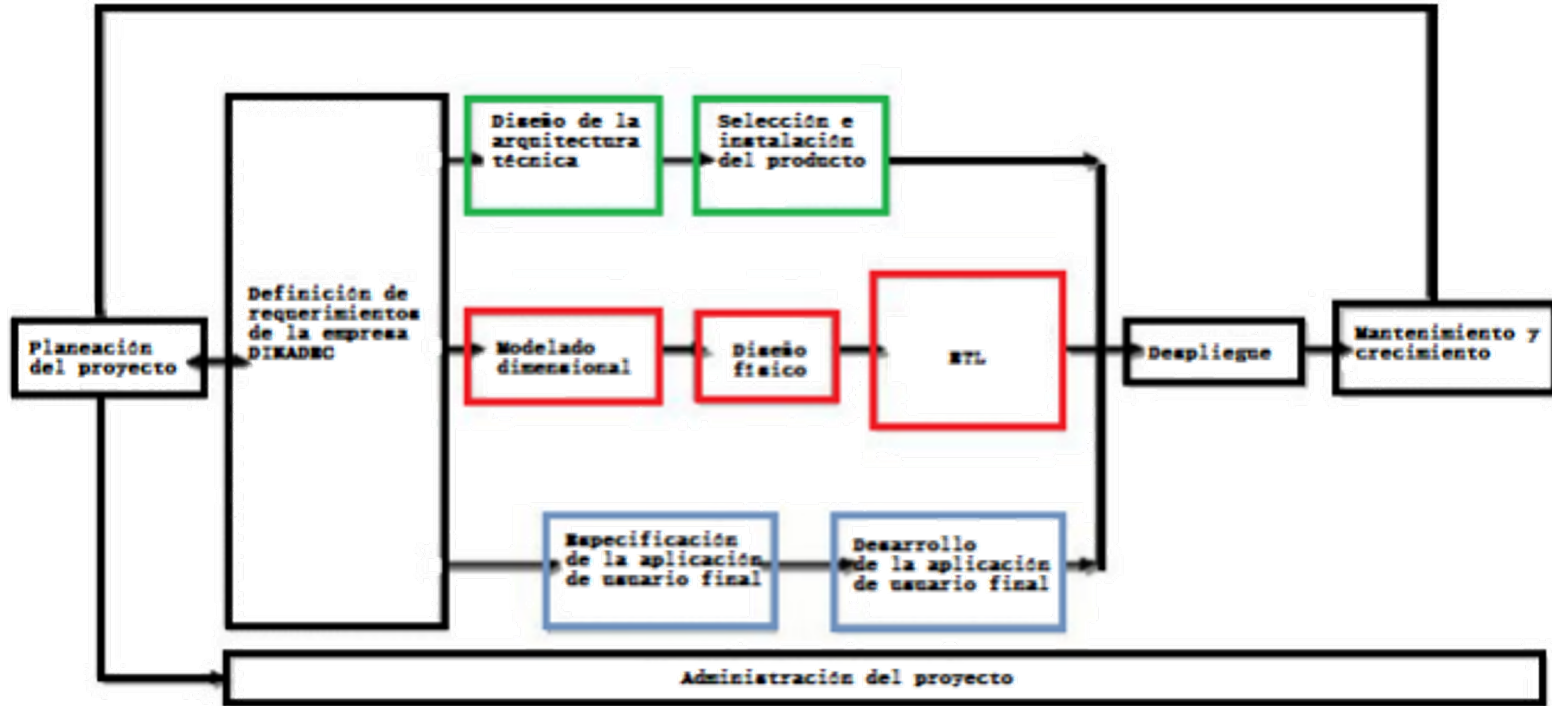 Planeación
del proyecto
Definición de
requerimientos
de la empresa
DIKADEC
Diseño de la
arquitectura
técnica
Selección e
instalación
del producto
Modelado
dimensional
Diseño
físico
ETL
Especificación
de la aplicación
de usuario final
Desarrollo
de la aplicación
de usuario final
Despliegue
Mantenimiento y
crecimiento
Administración del proyecto